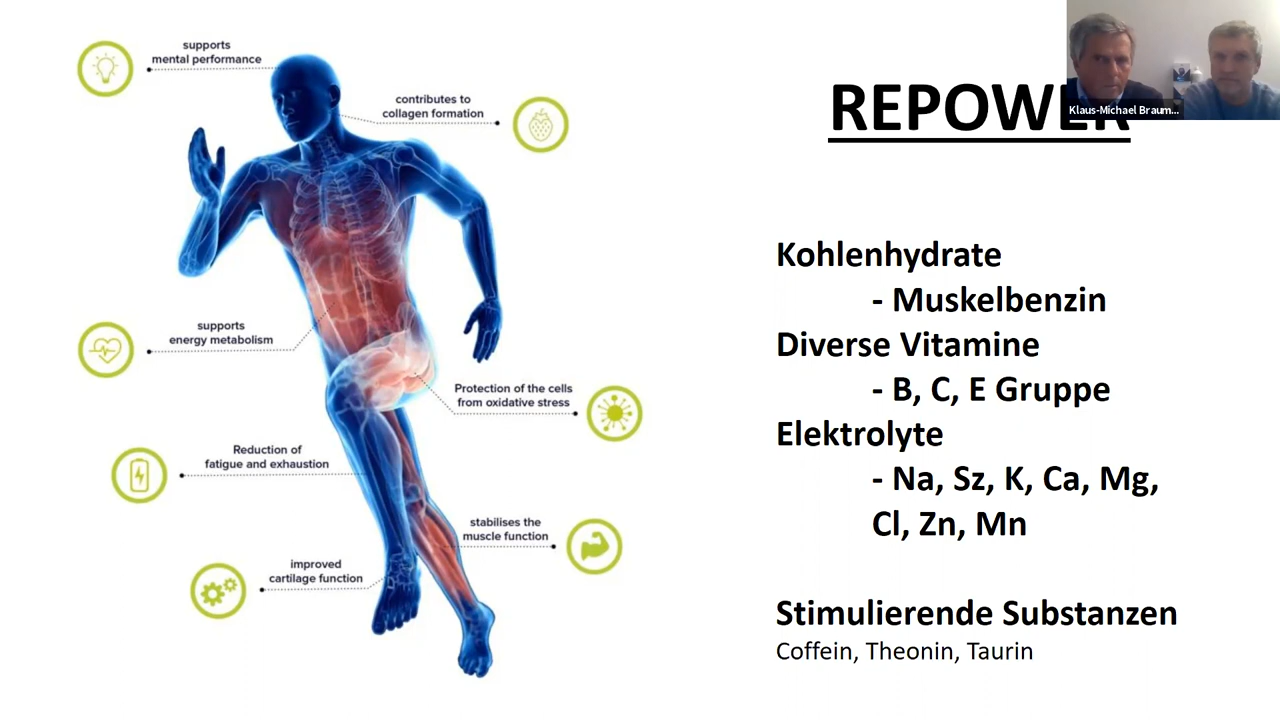 supports
mental performance
contributes to
collagen formation
supports
energy metabolism
Protection of the cells
from oxidative stress
Reduction of
fatigue and exhaustion
stabilises the
muscle function
improved
cartilage function
REPOWER
Klaus-Michael Braum...
Kohlenhydrate
- Muskelbenzin
Diverse Vitamine
- B, C, E Gruppe
Elektrolyte
- Na, Sz, K, Ca, Mg,
Cl, Zn, Mn
Stimulierende Substanzen
Coffein, Theonin, Taurin